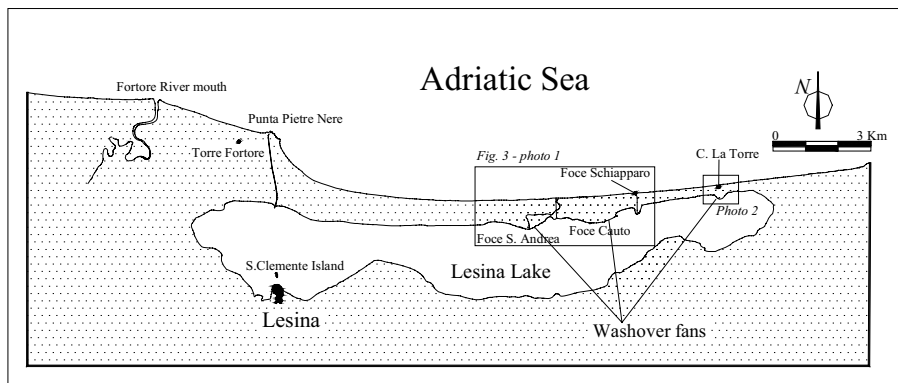 Adriatic Sea
Fortore River mouth
N
Punta Pietre Nere
0 3 Km
Torre Fortore
Fig. 3 - photo 1
C. La Torre
Foce Schiapparo
Photo 2
Foce S. Andrea
Foce Cauto
S.Clemente Island
Lesina Lake
Lesina
Washover fans